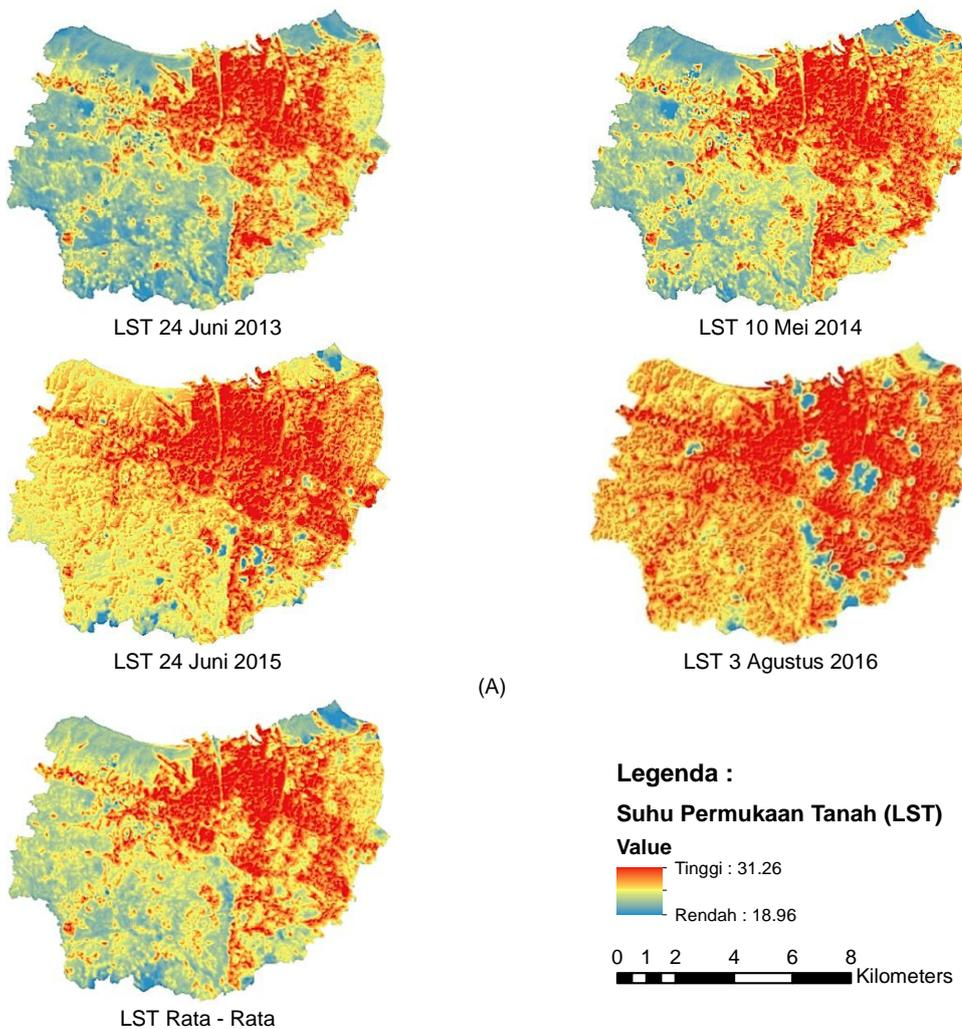 LST 24 Juni 2013
LST 10 Mei 2014
LST 24 Juni 2015
LST 3 Agustus 2016
(A)
LST Rata - Rata
Legenda :
Suhu Permukaan Tanah (LST)
Value
Tinggi : 31.26
Rendah : 18.96
0 1 2 4 6 8
Kilometers